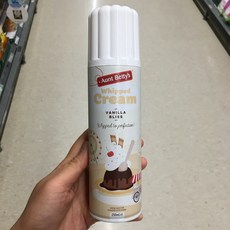 Aunt Betty's
Whipped
Cream
VANILLA
BLISS
Whipped to perfection!